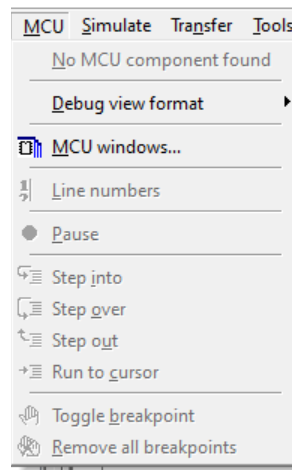 MCU Simulate Transfer Tools
No MCU component found
Debug view format
MCU windows...
Line numbers
Pause
Step into
Step over
Step out
Run to cursor
Toggle breakpoint
Remove all breakpoints